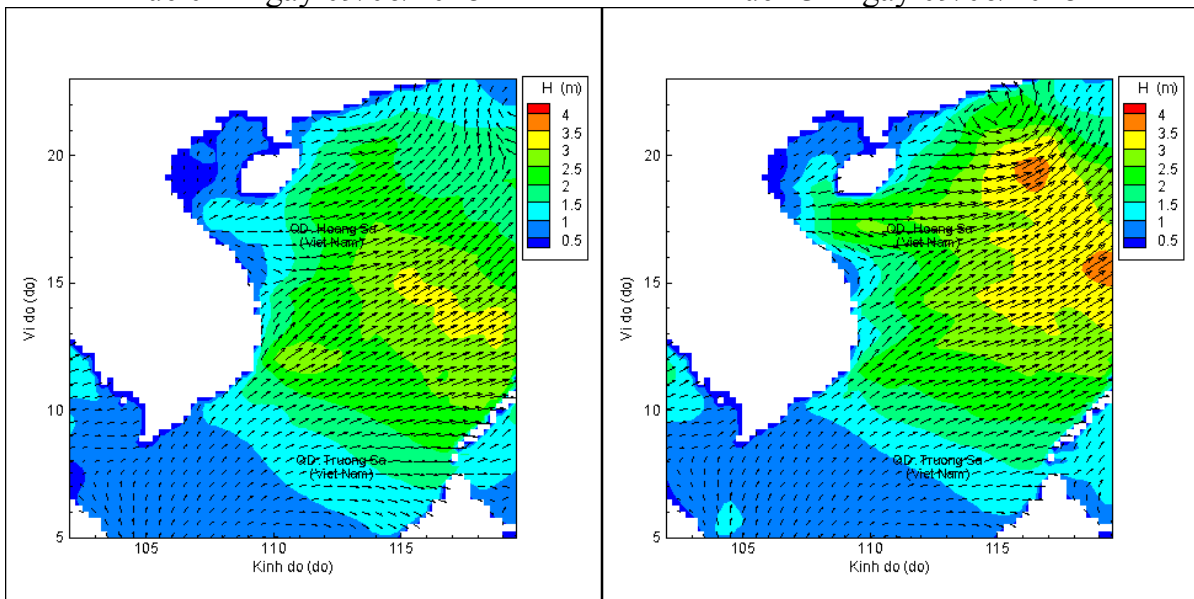 H (m)
4
3.5
3
2.5
2
1.5
1
0.5
20
15
10
5
Vi do (do)
QD. Hoang Sa
(Viet Nam)
QD. Truong Sa
(Viet Nam)
105
110
115
Kinh do (do)
H (m)
4
3.5
3
2.5
2
1.5
1
0.5
20
15
10
5
Vi do (do)
QD. Hoang Sa
(Viet Nam)
QD. Truong Sa
(Viet Nam)
105
110
115
Kinh do (do)